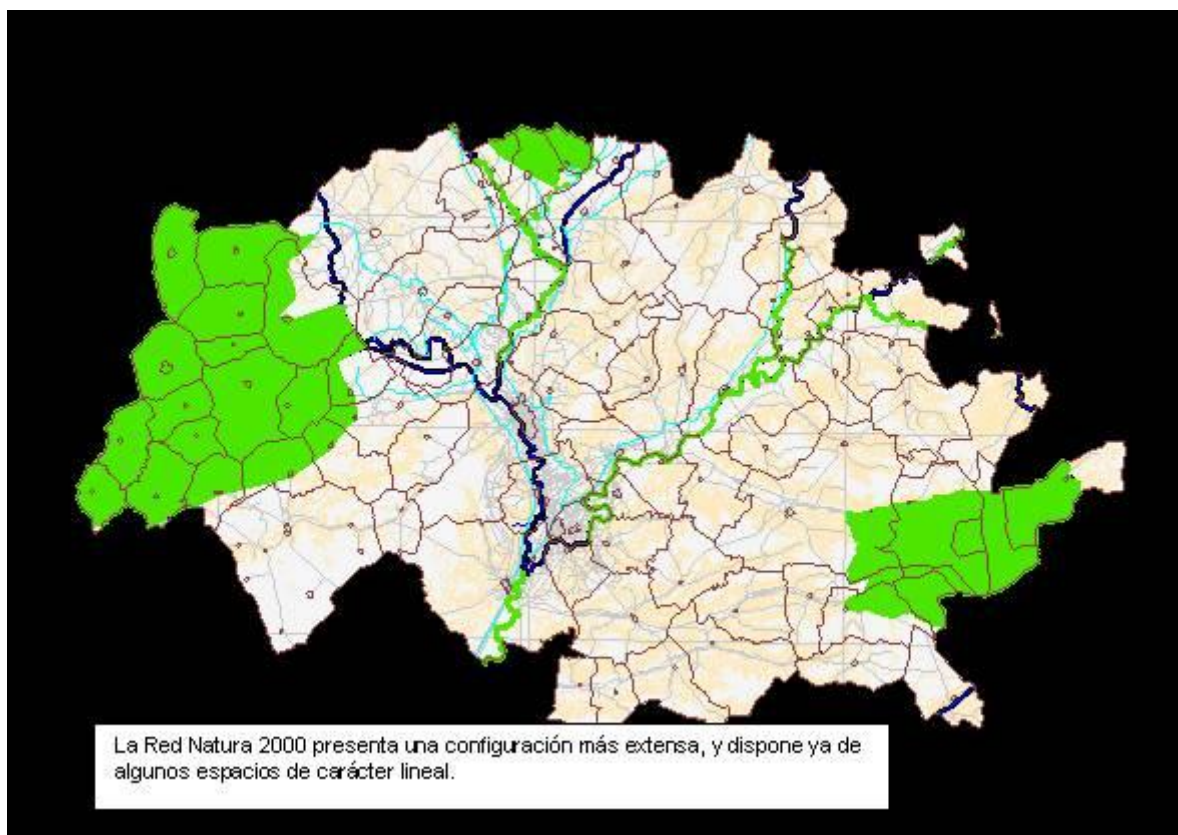 La Red Natura 2000 presenta una configuración más extensa, y dispone ya de
algunos espacios de carácter lineal.